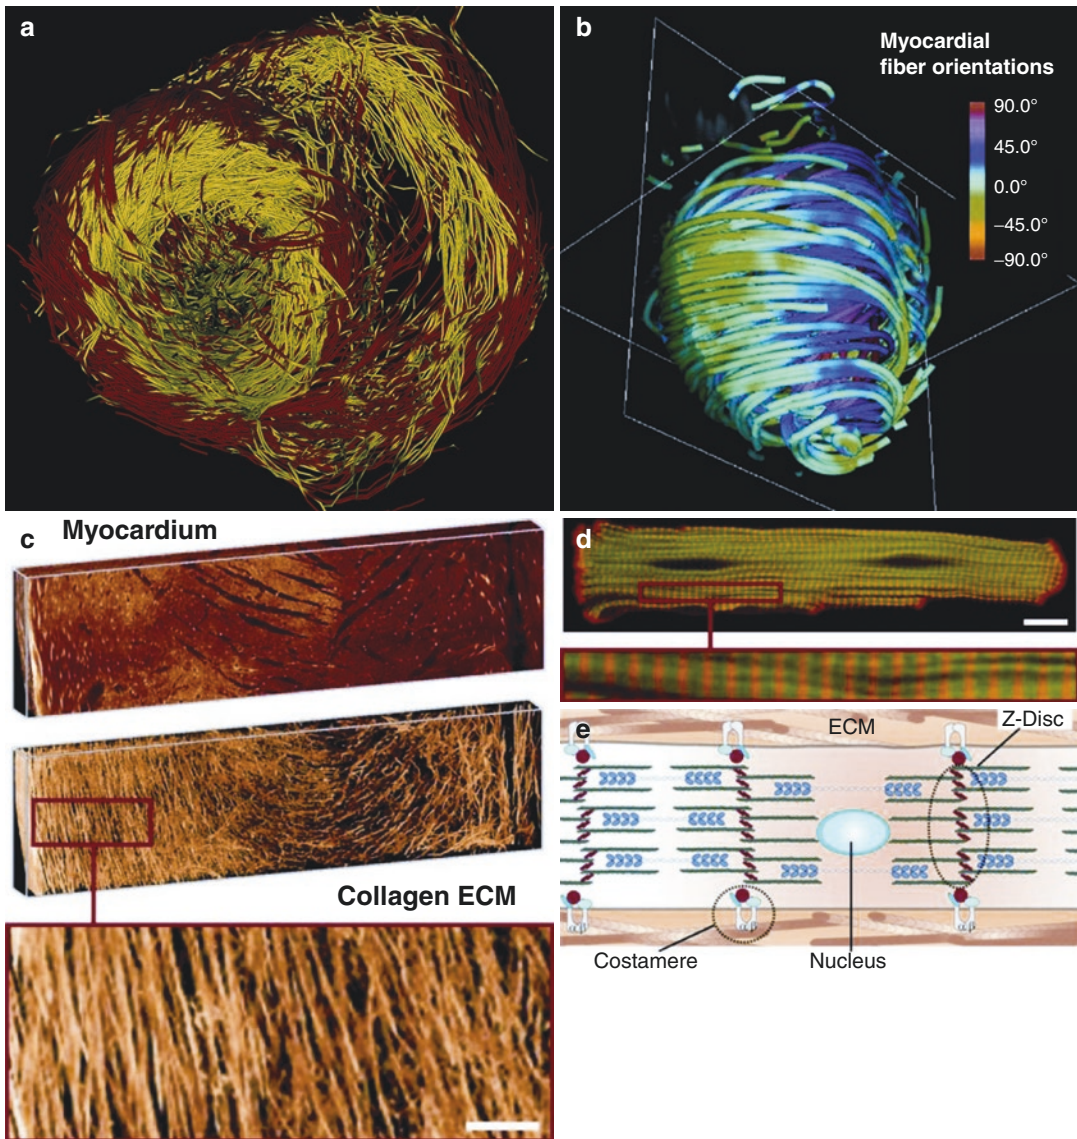 a
b
Myocardial
fiber orientations
90.0°
45.0°
0.0°
–45.0°
–90.0°
c
Myocardium
Collagen ECM
d
e
ECM
Z-Disc
Costamere
Nucleus